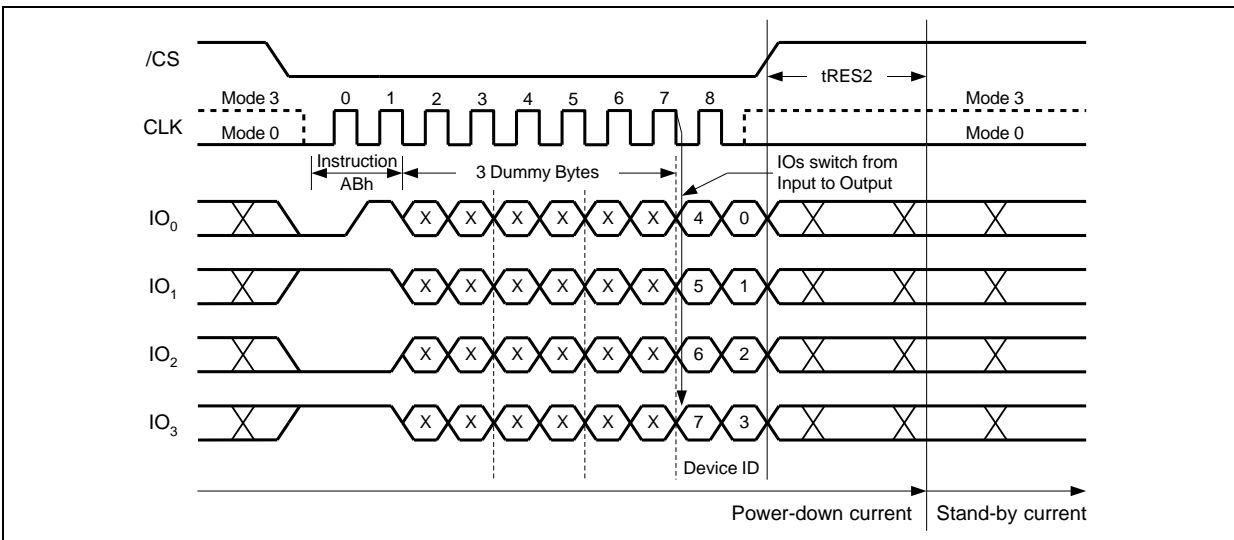 /CS
tRES2
Mode 3 0 1 2 3 4 5 6 7 8 Mode 3
CLK
Mode 0 Mode 0
Instruction
ABh
3 Dummy Bytes
IOs switch from
Input to Output
IO0 X X X X X X 4 0
IO1 X X X X X X 5 1
IO2 X X X X X X 6 2
IO3 X X X X X X 7 3
Device ID
Power-down current Stand-by current